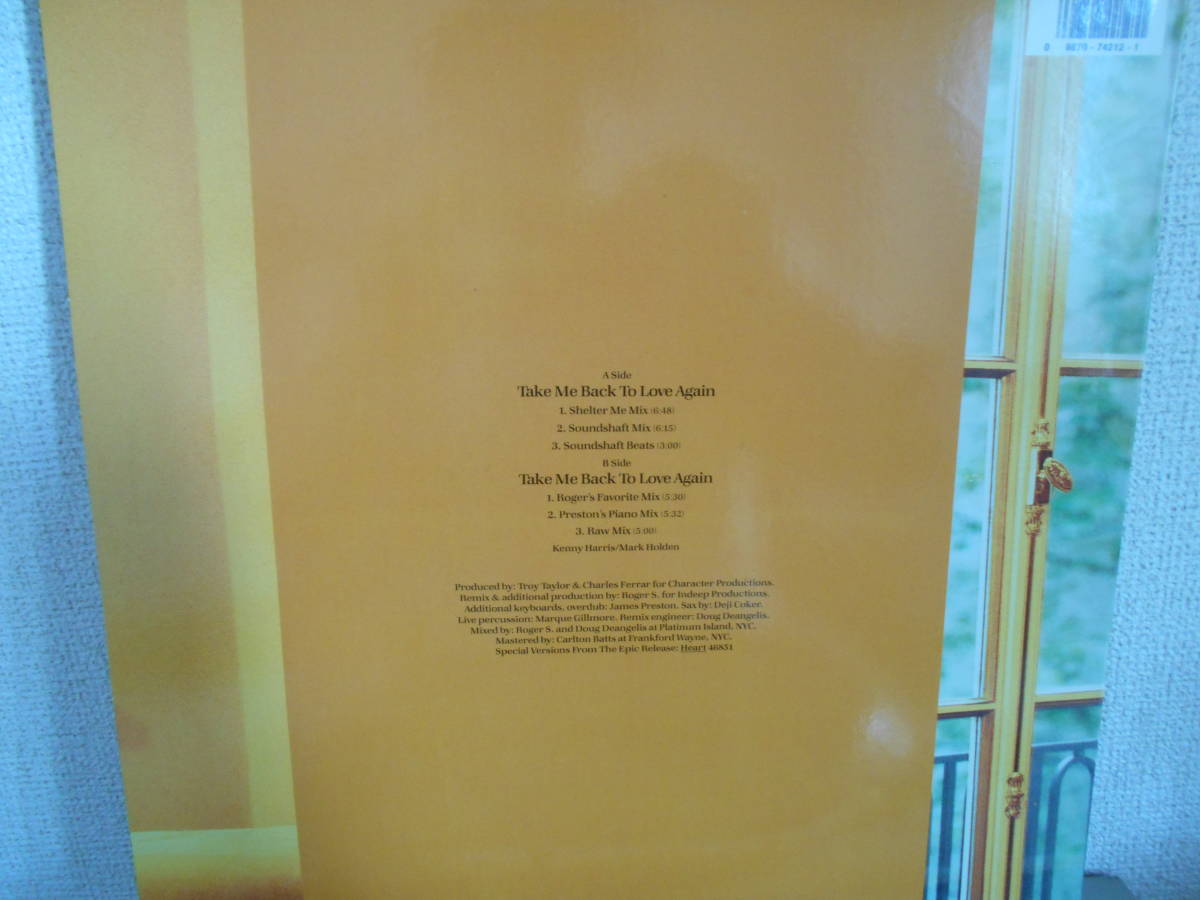 0 9870-74212-1
A Side
Take Me Back To Love Again
1. Shelter Me Mix (6:48)
2. Soundshaft Mix (6:15)
3. Soundshaft Beats (3:00)
B Side
Take Me Back To Love Again
1. Roger's Favorite Mix (5:30)
2. Preston's Piano Mix (5:32)
3. Raw Mix (5:00)
Kenny Harris/Mark Holden
Produced by: Troy Taylor & Charles Ferrar for Character Productions.
Remix & additional production by: Roger S. for Indeep Productions.
Additional keyboards, overdub: James Preston. Sax by: Deji Coker.
Live percussion: Marque Gillmore. Remix engineer: Doug Deangelis.
Mixed by: Roger S. and Doug Deangelis at Platinum Island, NYC.
Mastered by: Carlton Batts at Frankford Wayne, NYC.
Special Versions From The Epic Release: Heart 46851